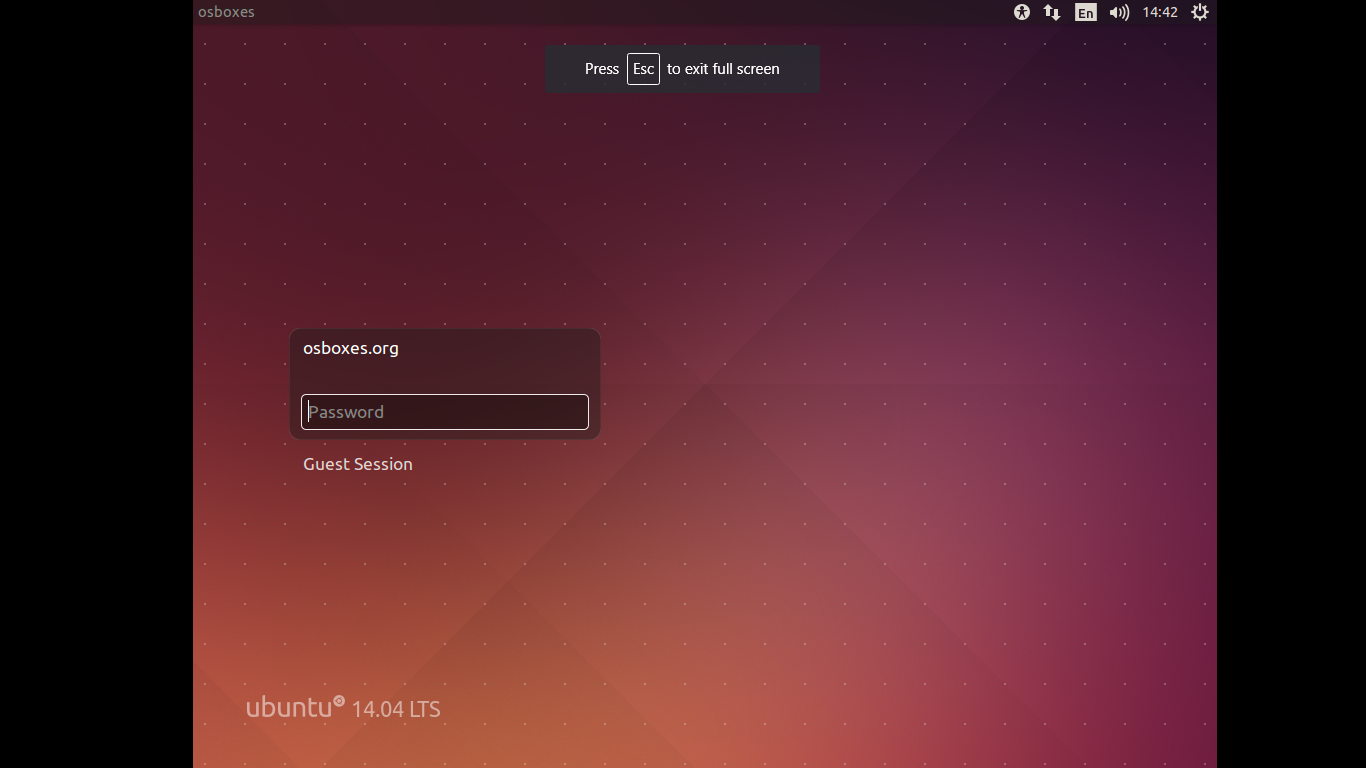 osboxes
En
14:42
Press Esc to exit full screen
osboxes.org
Password
Guest Session
ubuntu 14.04 LTS